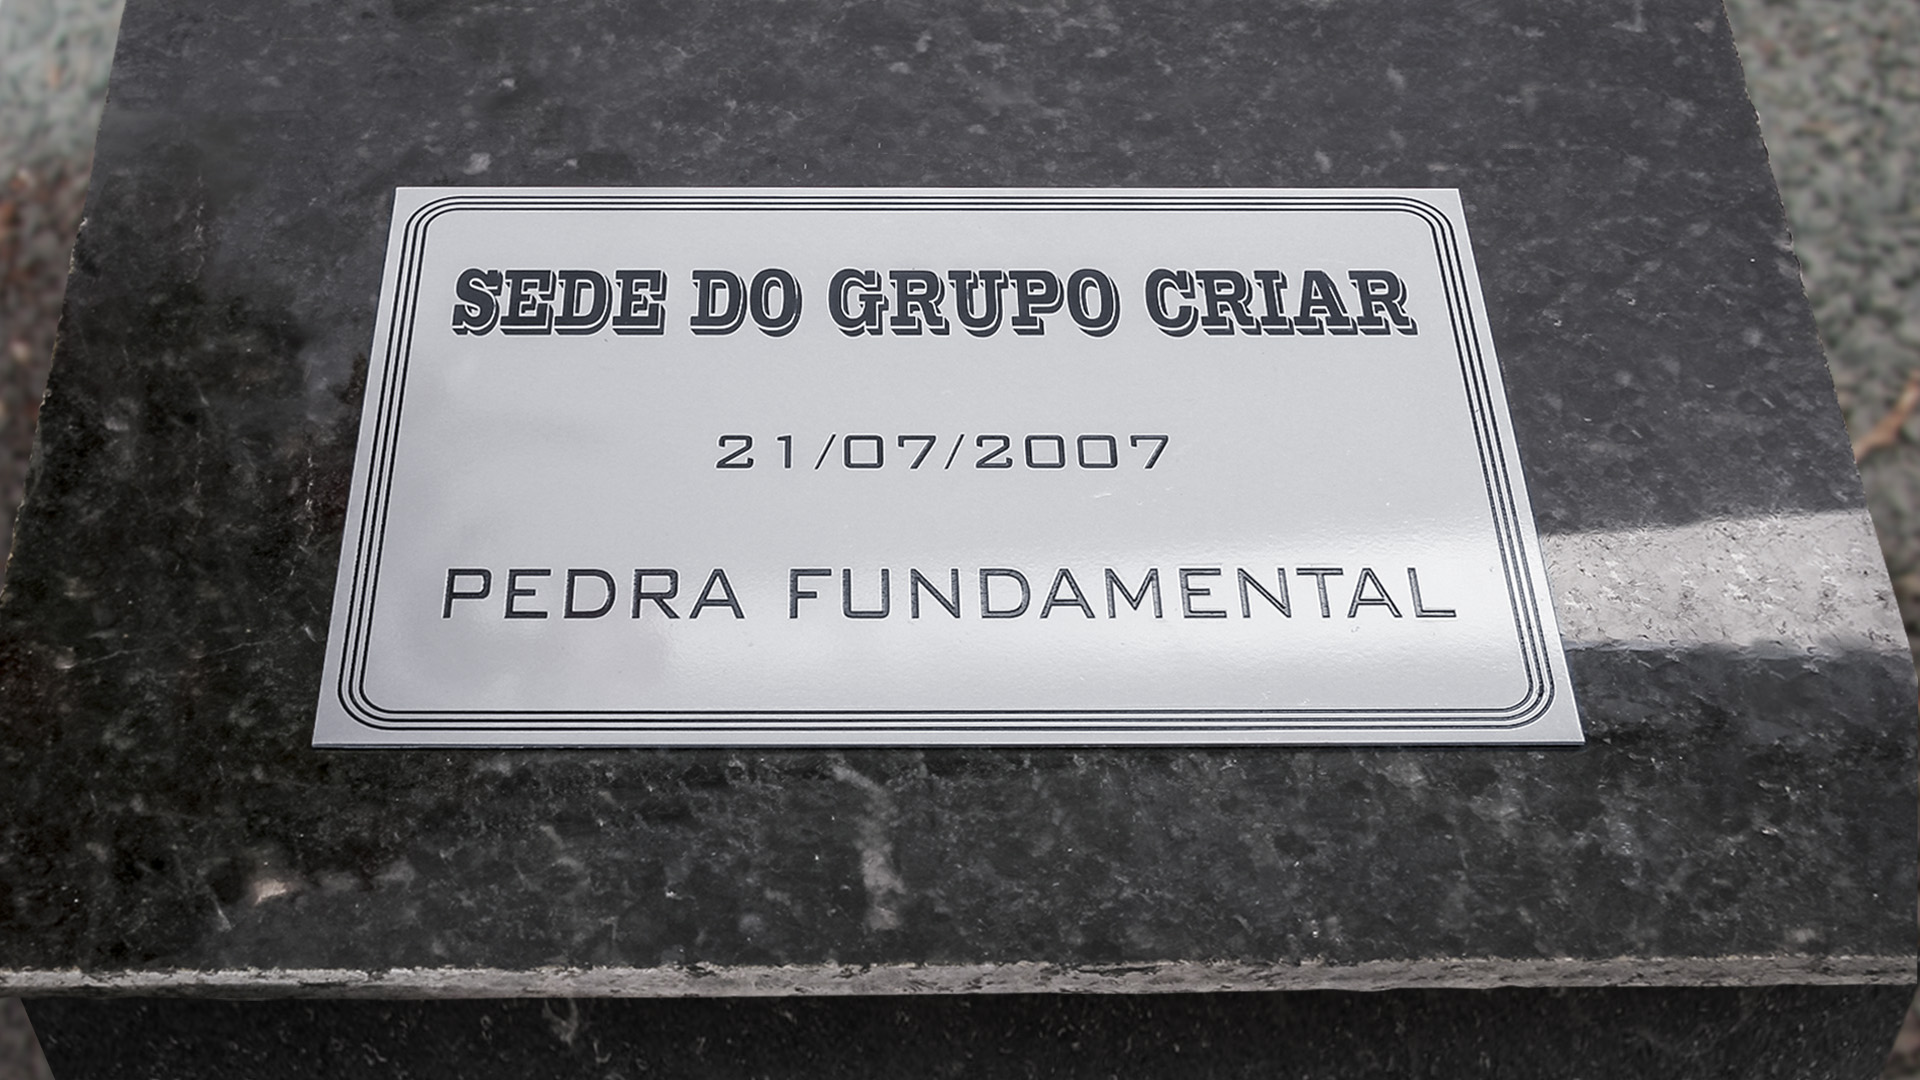 SEDE DO GRUPO CRIAR
21/07/2007
PEDRA FUNDAMENTAL